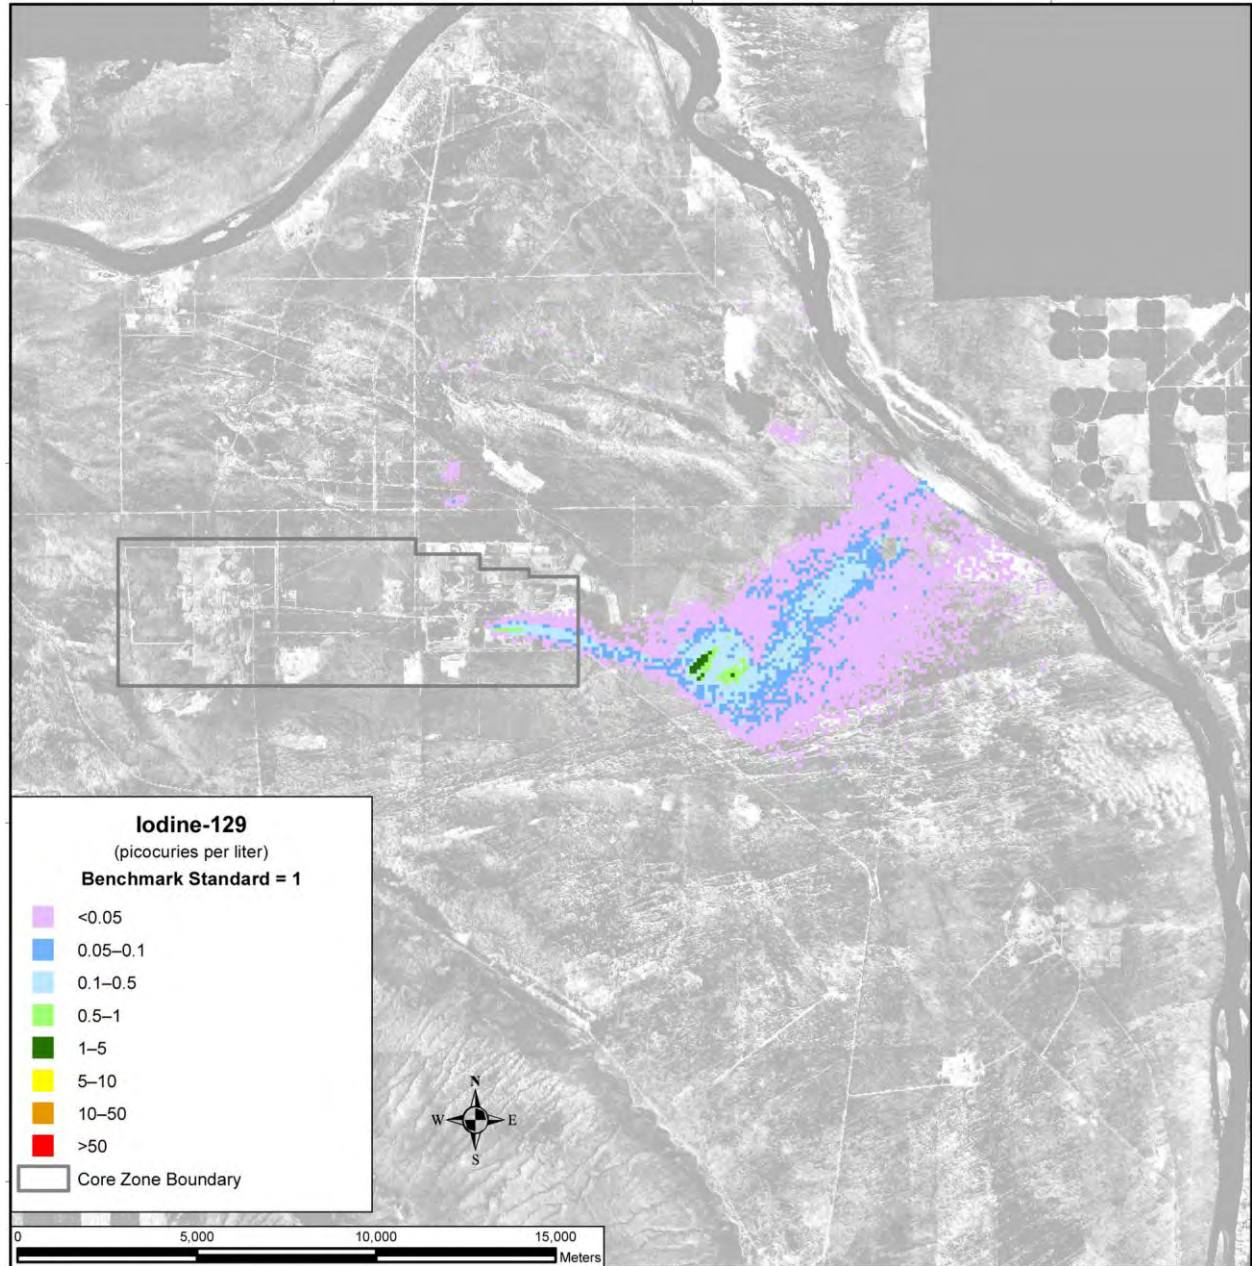 Iodine-129
(picocuries per liter)
Benchmark Standard = 1
<0.05
0.05–0.1
0.1–0.5
0.5–1
1–5
5–10
10–50
>50
Core Zone Boundary
N
W E
S
0 5,000 10,000 15,000
Meters